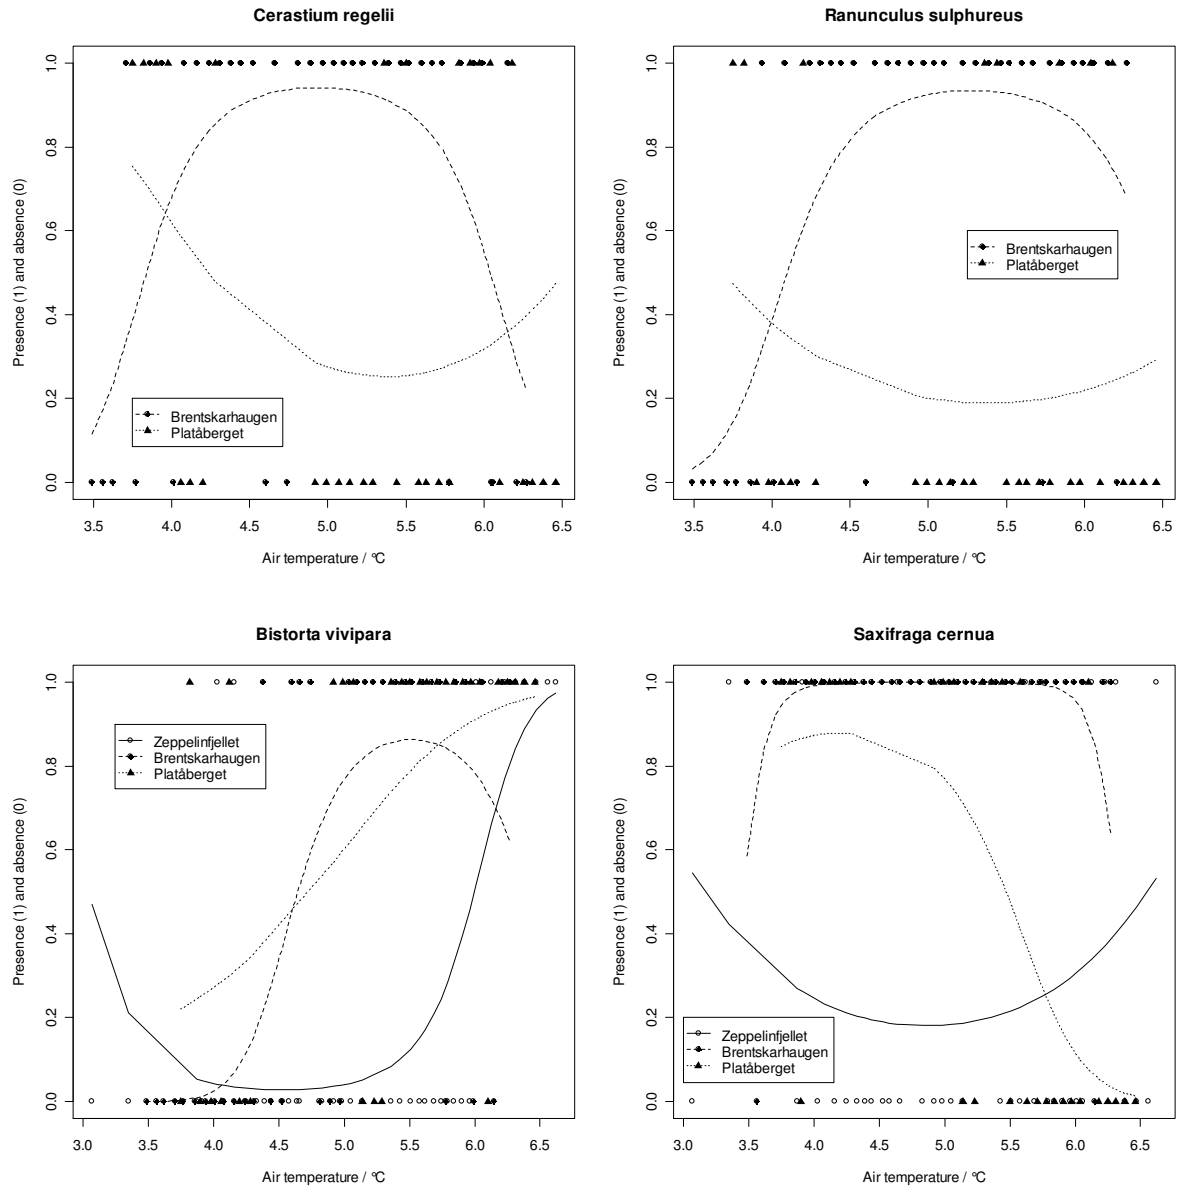 Cerastium regelii
Presence (1) and absence (0)
1.0
0.8
0.6
0.4
0.2
0.0
Brentskarhaugen
Platåberget
3.5 4.0 4.5 5.0 5.5 6.0 6.5
Air temperature / °C
Ranunculus sulphureus
Presence (1) and absence (0)
1.0
0.8
0.6
0.4
0.2
0.0
Brentskarhaugen
Platåberget
3.5 4.0 4.5 5.0 5.5 6.0 6.5
Air temperature / °C
Bistorta vivipara
Presence (1) and absence (0)
1.0
0.8
0.6
0.4
0.2
0.0
Zeppelinfjellet
Brentskarhaugen
Platåberget
3.0 3.5 4.0 4.5 5.0 5.5 6.0 6.5
Air temperature / °C
Saxifraga cernua
Presence (1) and absence (0)
1.0
0.8
0.6
0.4
0.2
0.0
Zeppelinfjellet
Brentskarhaugen
Platåberget
3.0 3.5 4.0 4.5 5.0 5.5 6.0 6.5
Air temperature / °C